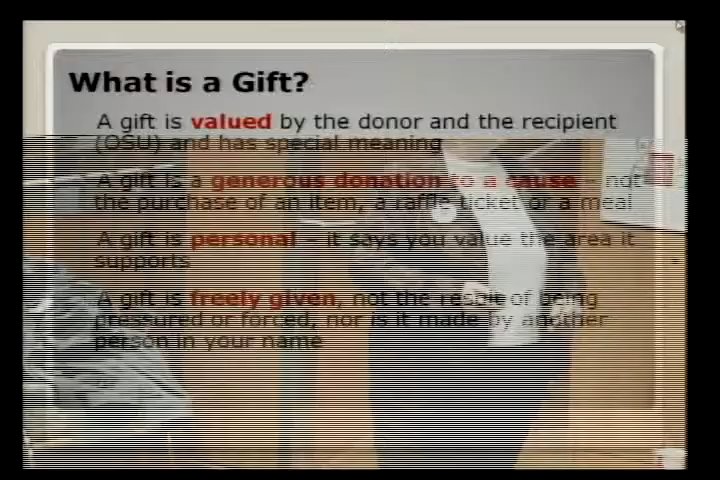 What is a Gift?
A gift is valued by the donor and the recipient
(OSU) and has special meaning
A gift is a generous donation to a cause – not
the purchase of an item, a raffle ticket or a meal
A gift is personal – it says you value the area it
supports
A gift is freely given, not the result of being
pressured or forced, nor is it made by another
person in your name